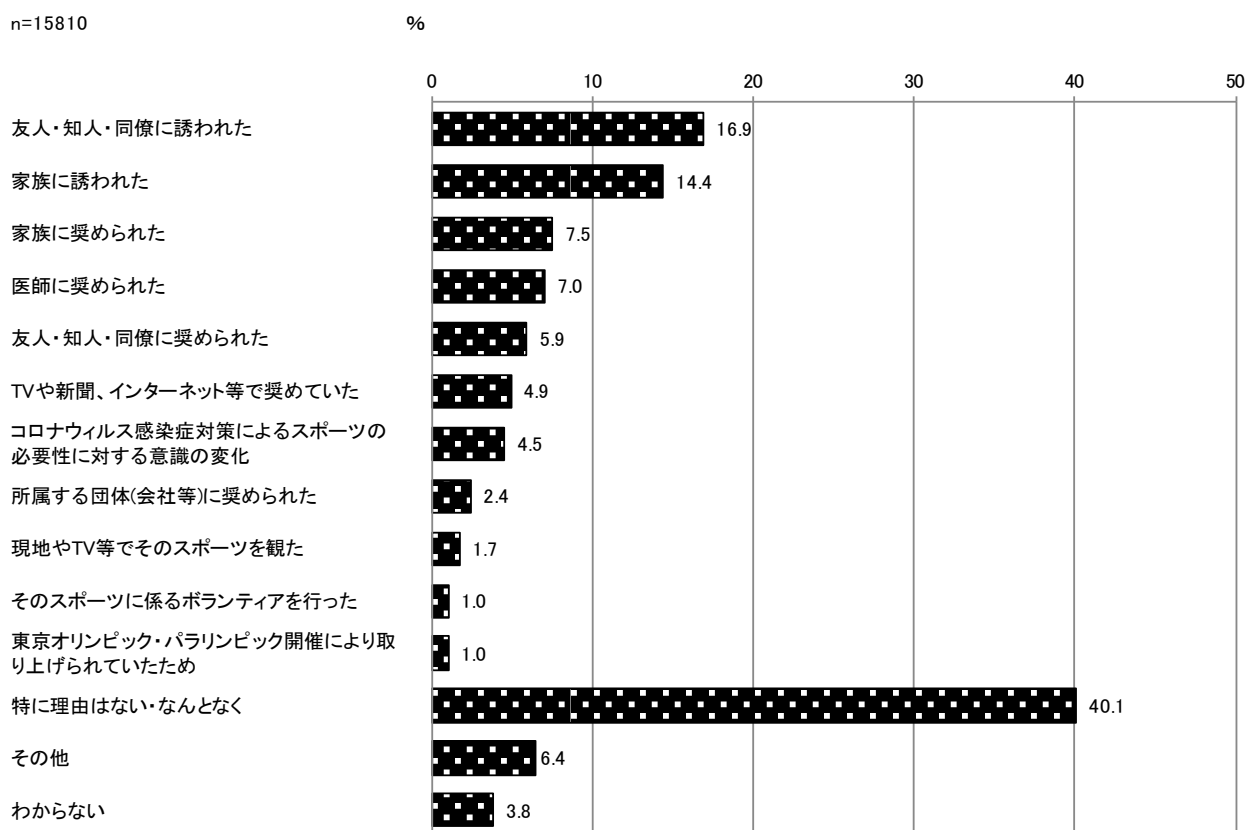 n=15810 %
0 10 20 30 40 50
友人・知人・同僚に誘われた 16.9
家族に誘われた 14.4
家族に奨められた 7.5
医師に奨められた 7.0
友人・知人・同僚に奨められた 5.9
TVや新聞、インターネット等で奨めていた 4.9
コロナウィルス感染症対策によるスポーツの
必要性に対する意識の変化 4.5
所属する団体(会社等)に奨められた 2.4
現地やTV等でそのスポーツを観た 1.7
そのスポーツに係るボランティアを行った 1.0
東京オリンピック・パラリンピック開催により取
り上げられていたため 1.0
特に理由はない・なんとなく 40.1
その他 6.4
わからない 3.8